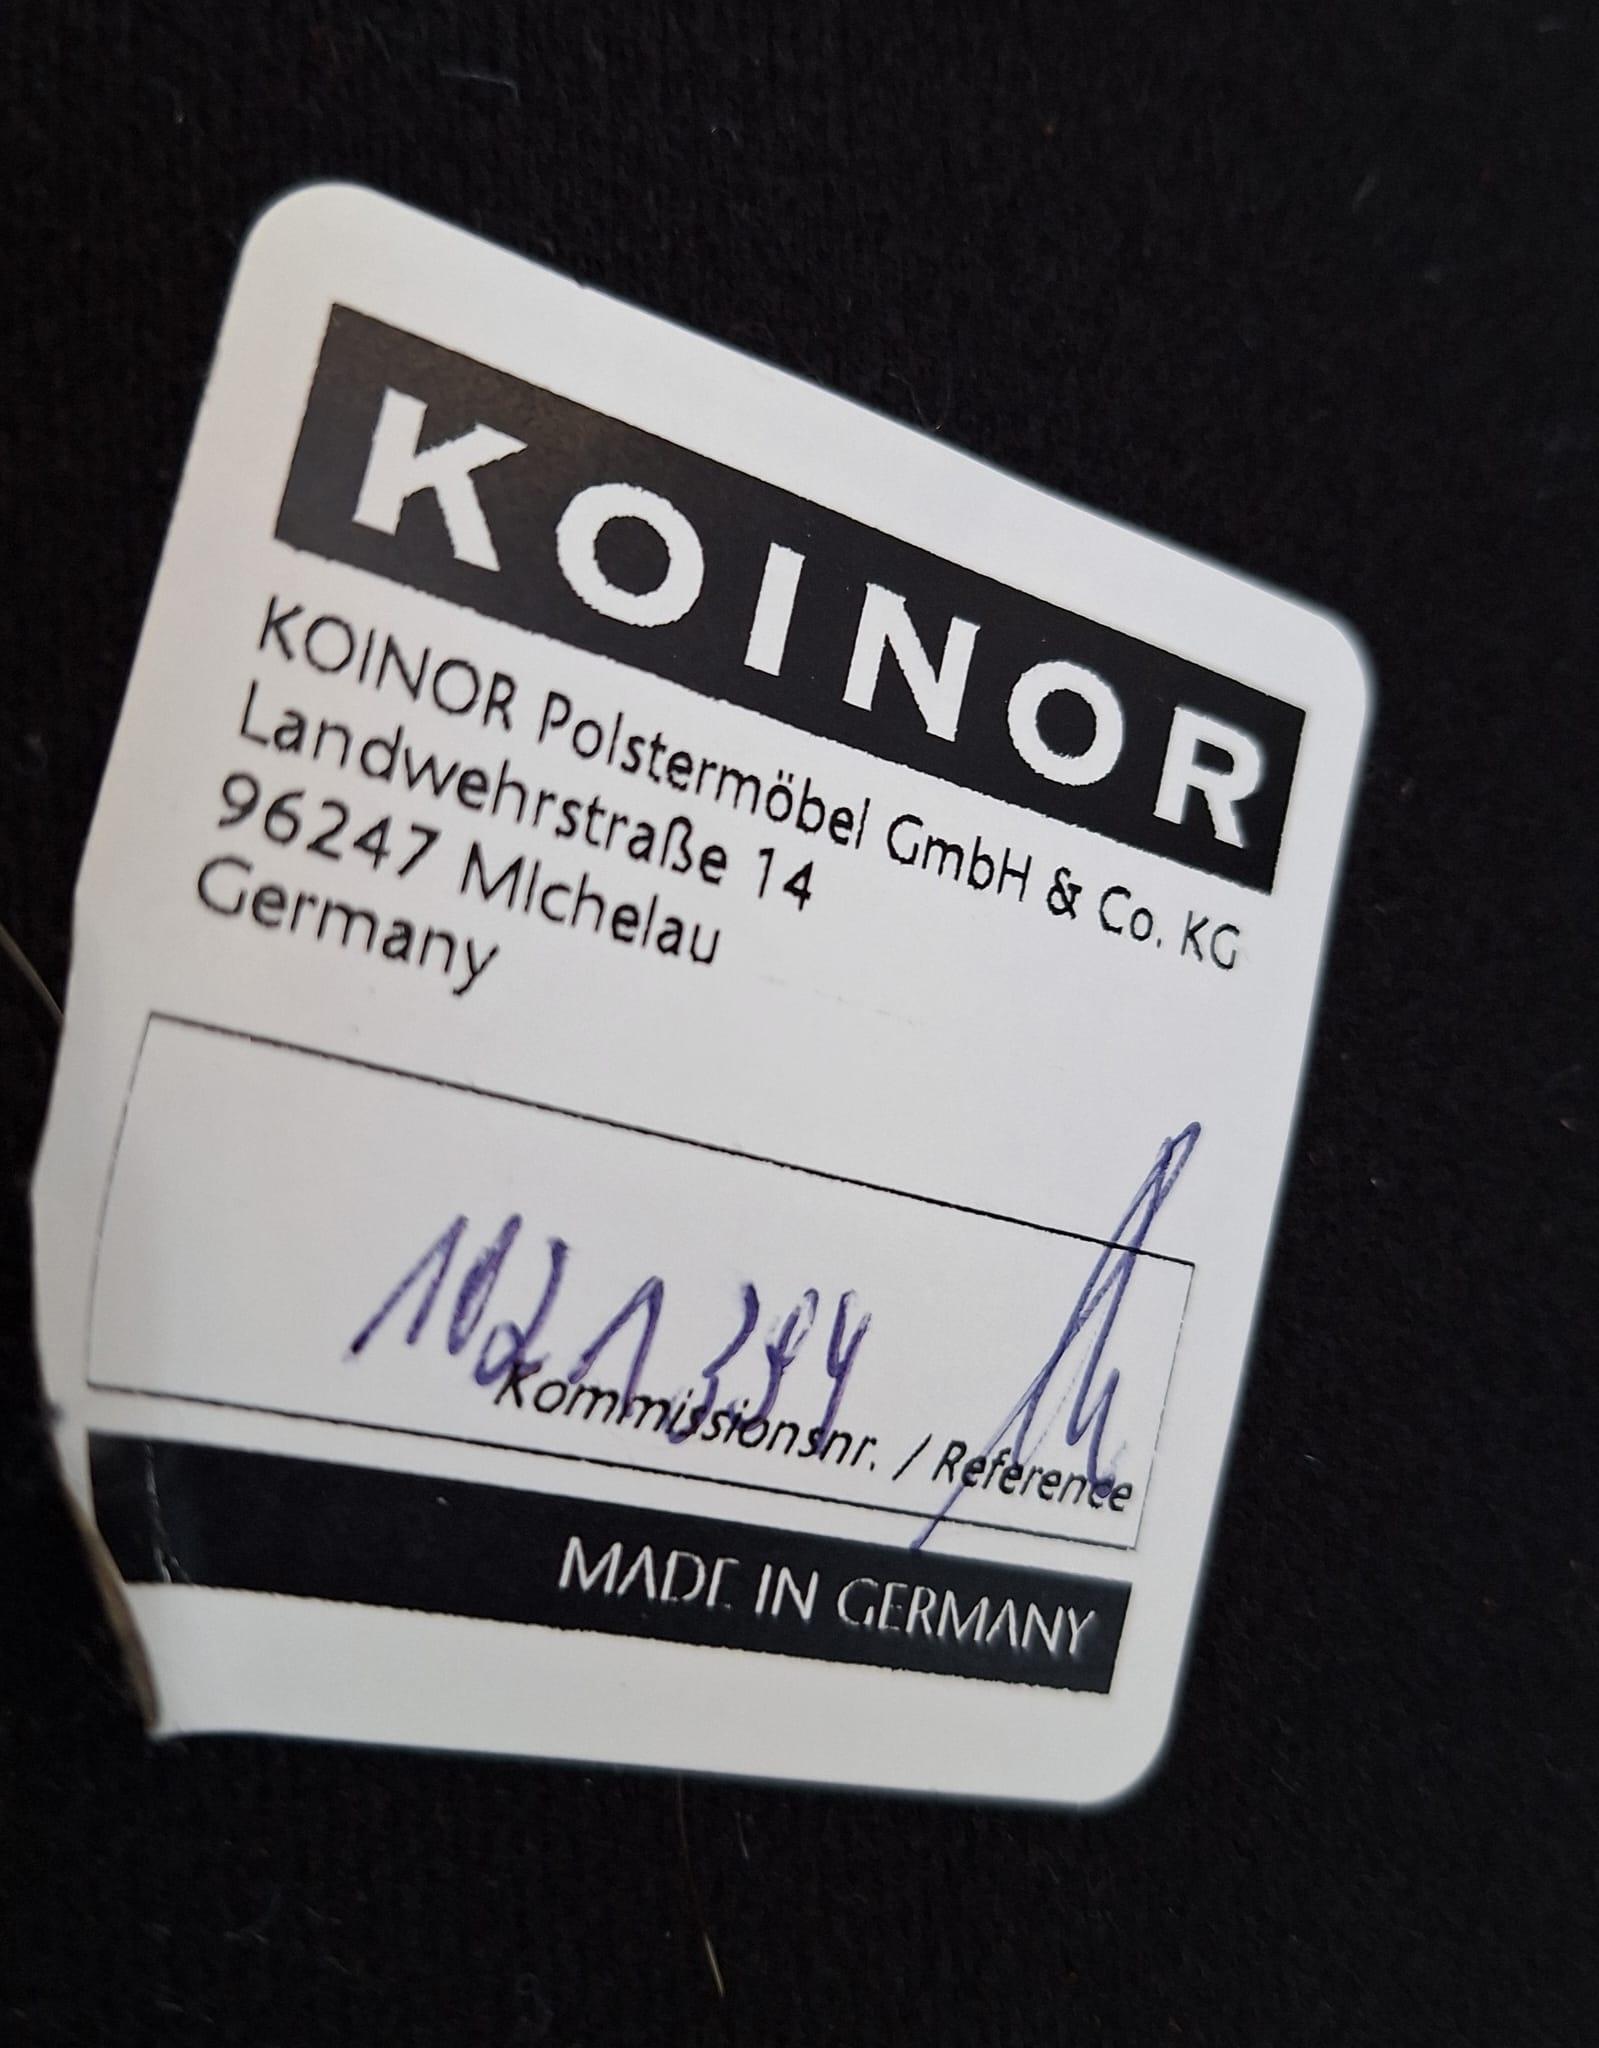 KOINOR
KOINOR Polstermöbel GmbH & Co. KG
Landwehrstraße 14
96247 Michelau
Germany
Kommissionsnr. / Reference
MADE IN GERMANY